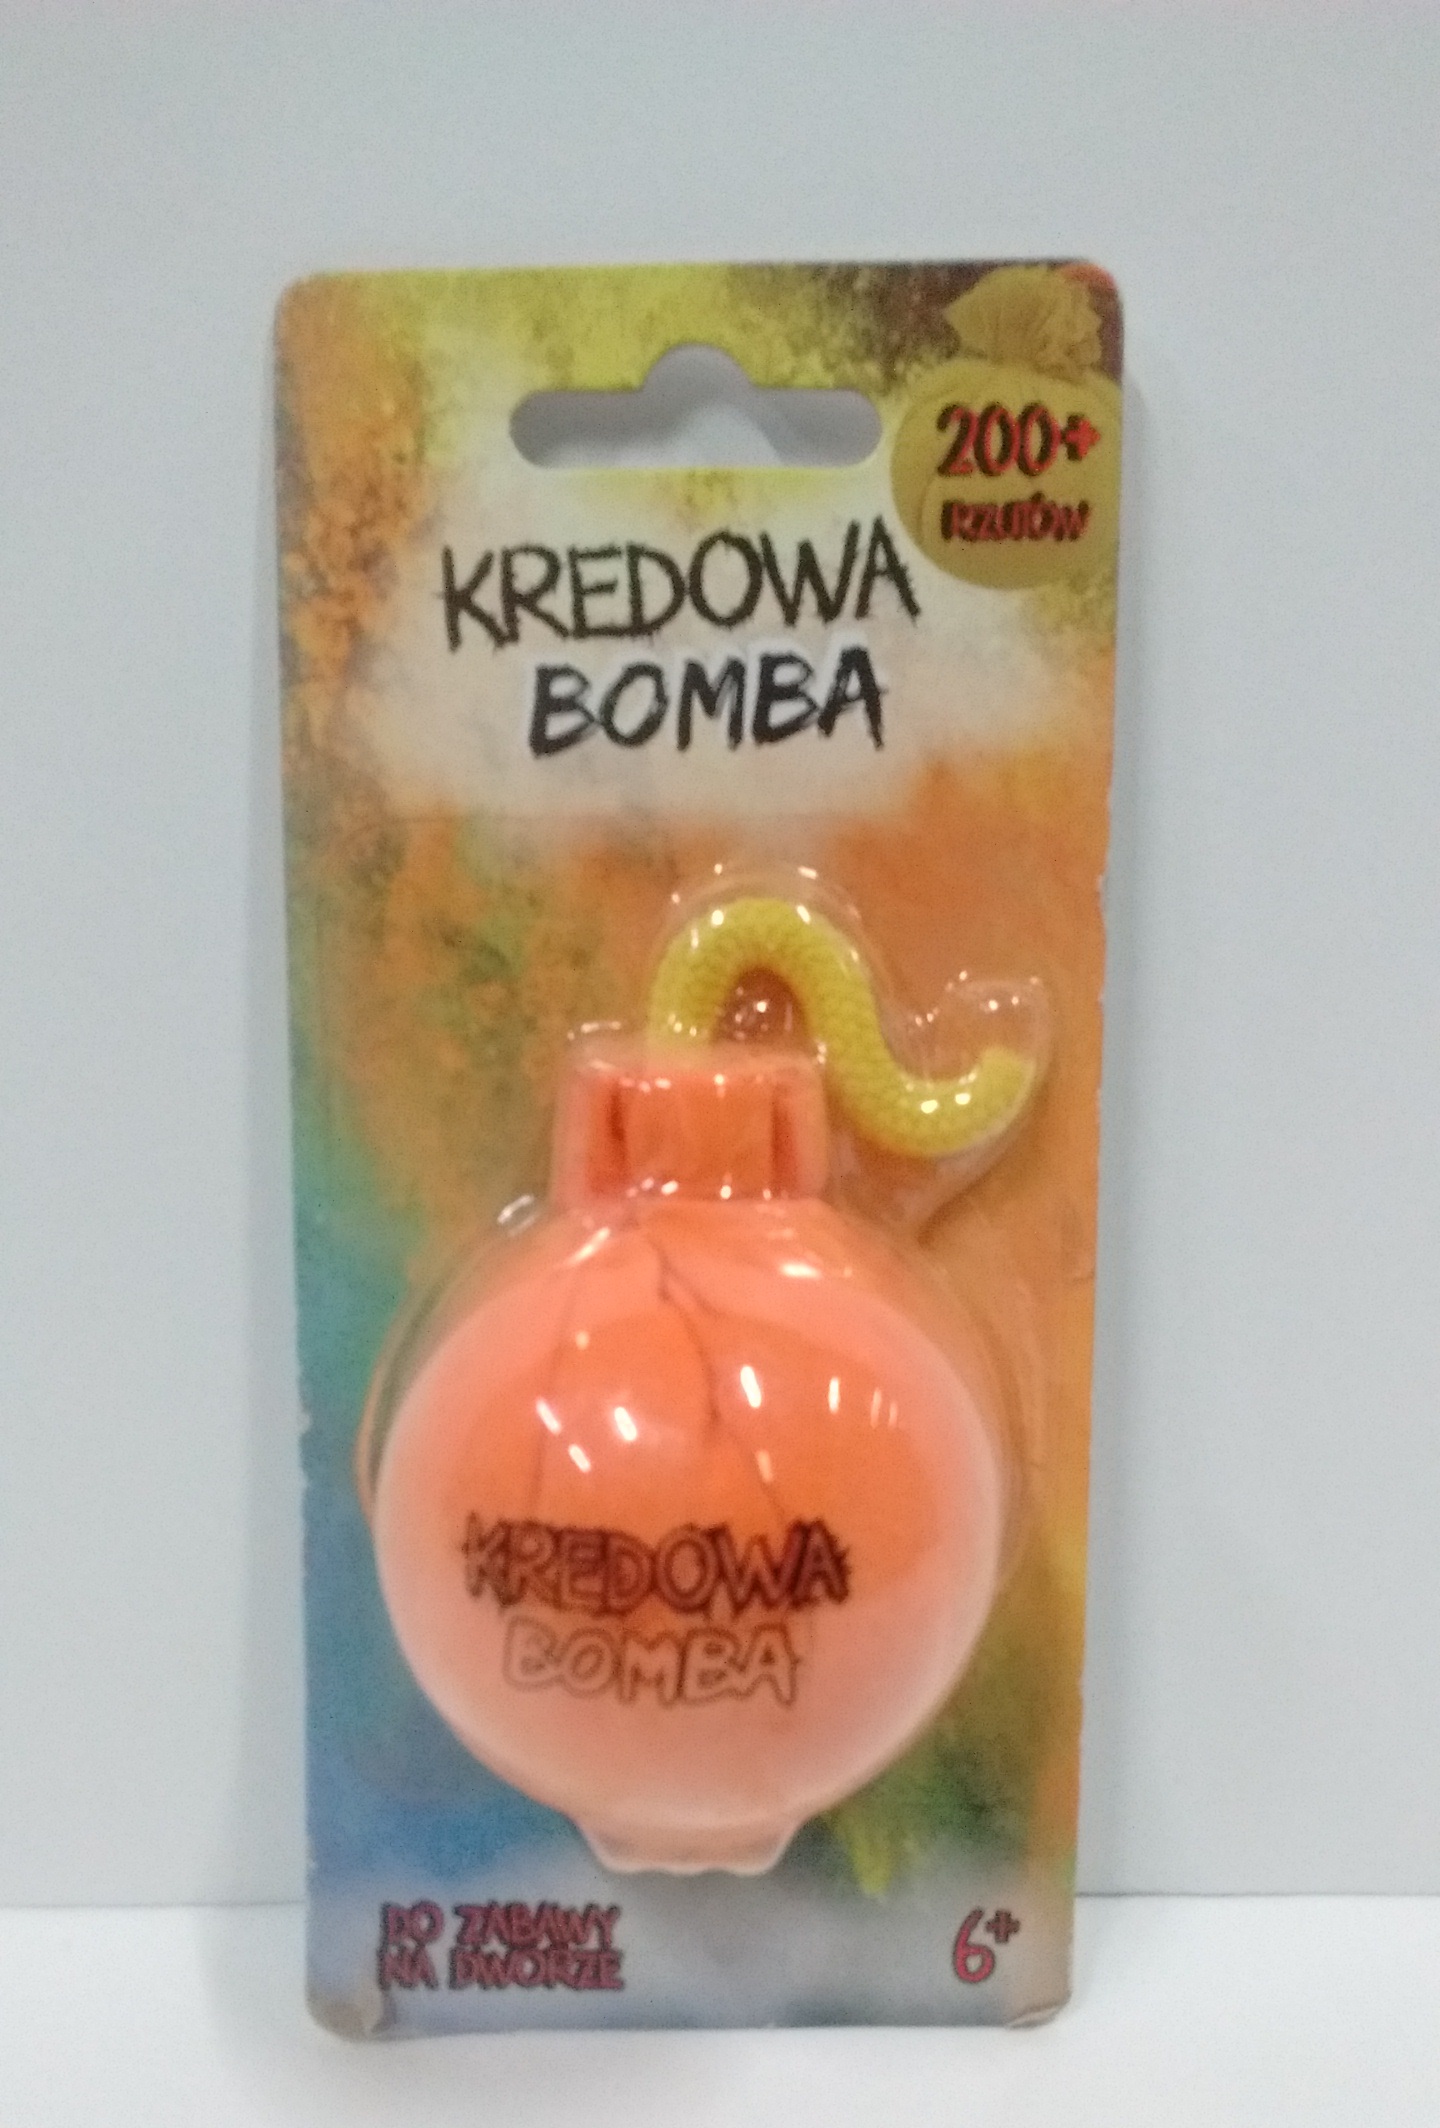 200+
RZUTÓW
KREDOWA
BOMBA
KREDOWA
BOMBA
DO ZABAWY
NA DWORZE
6+